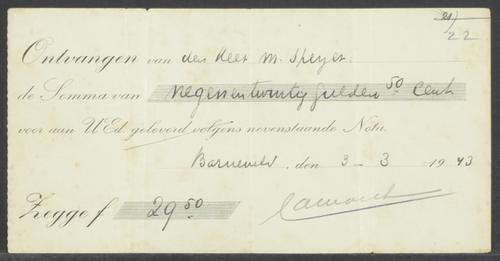 21)
22
Ontvangen van den Heer M. Speyer.
de Somma van negenentwintig gulden 50 Cent
voor aan UEd. geleverd volgens nevenstaande Nota.
Barneveld, den 3 - 3 1943
Zegge f 29 50